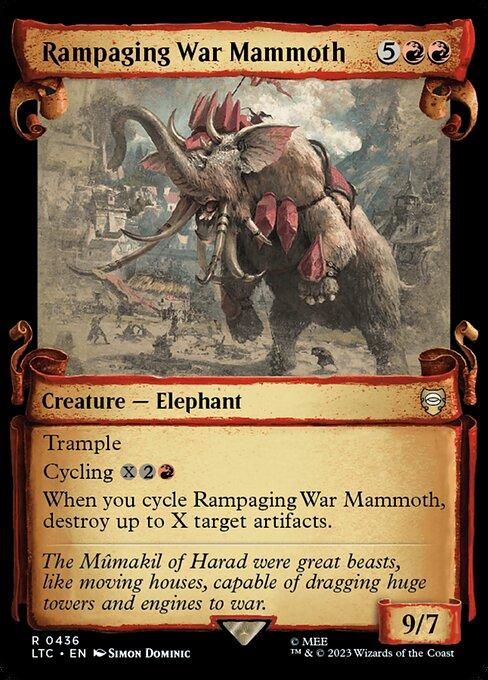 Rampaging War Mammoth 5
Creature — Elephant
Trample
Cycling X 2
When you cycle Rampaging War Mammoth,
destroy up to X target artifacts.
The Mûmakil of Harad were great beasts,
like moving houses, capable of dragging huge
towers and engines to war.
9/7
R 0436
LTC • EN Simon Dominic
© MEE
™ & © 2023 Wizards of the Coast